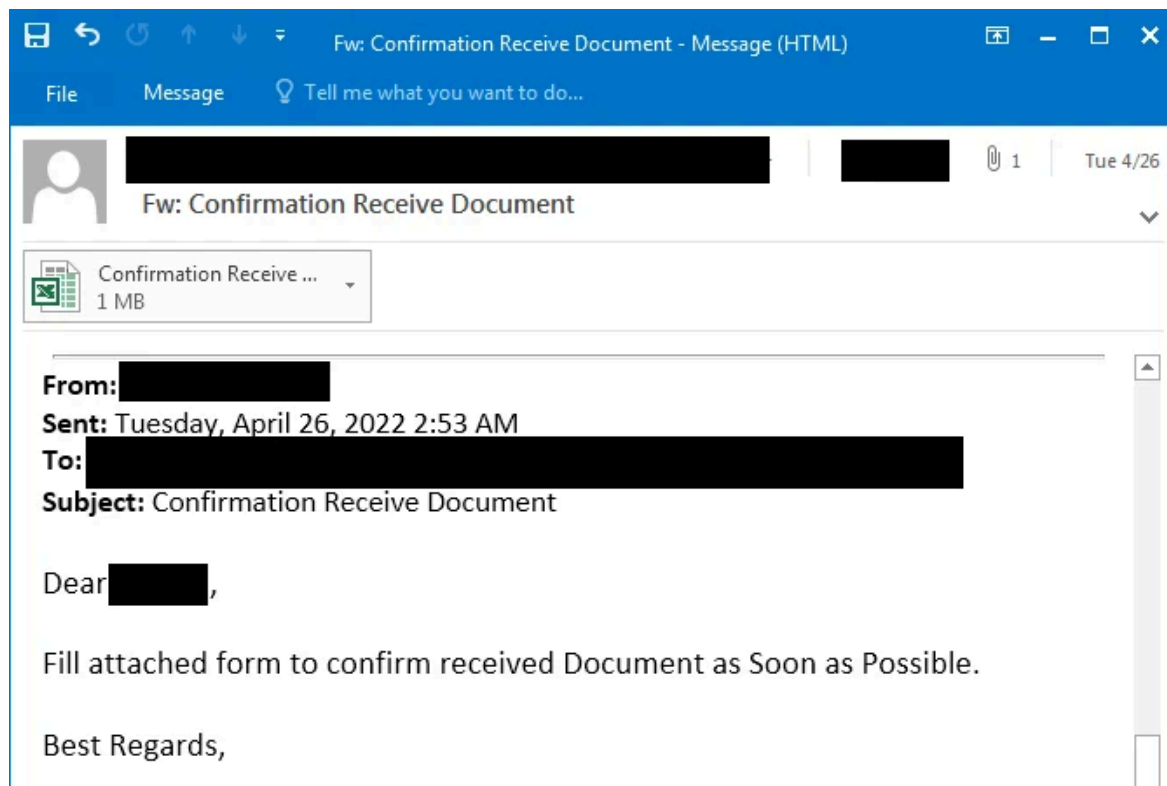 Fw: Confirmation Receive Document - Message (HTML)
File Message Tell me what you want to do...
1 Tue 4/26
Fw: Confirmation Receive Document
Confirmation Receive ...
1 MB
From:
Sent: Tuesday, April 26, 2022 2:53 AM
To:
Subject: Confirmation Receive Document
Dear ,
Fill attached form to confirm received Document as Soon as Possible.
Best Regards,